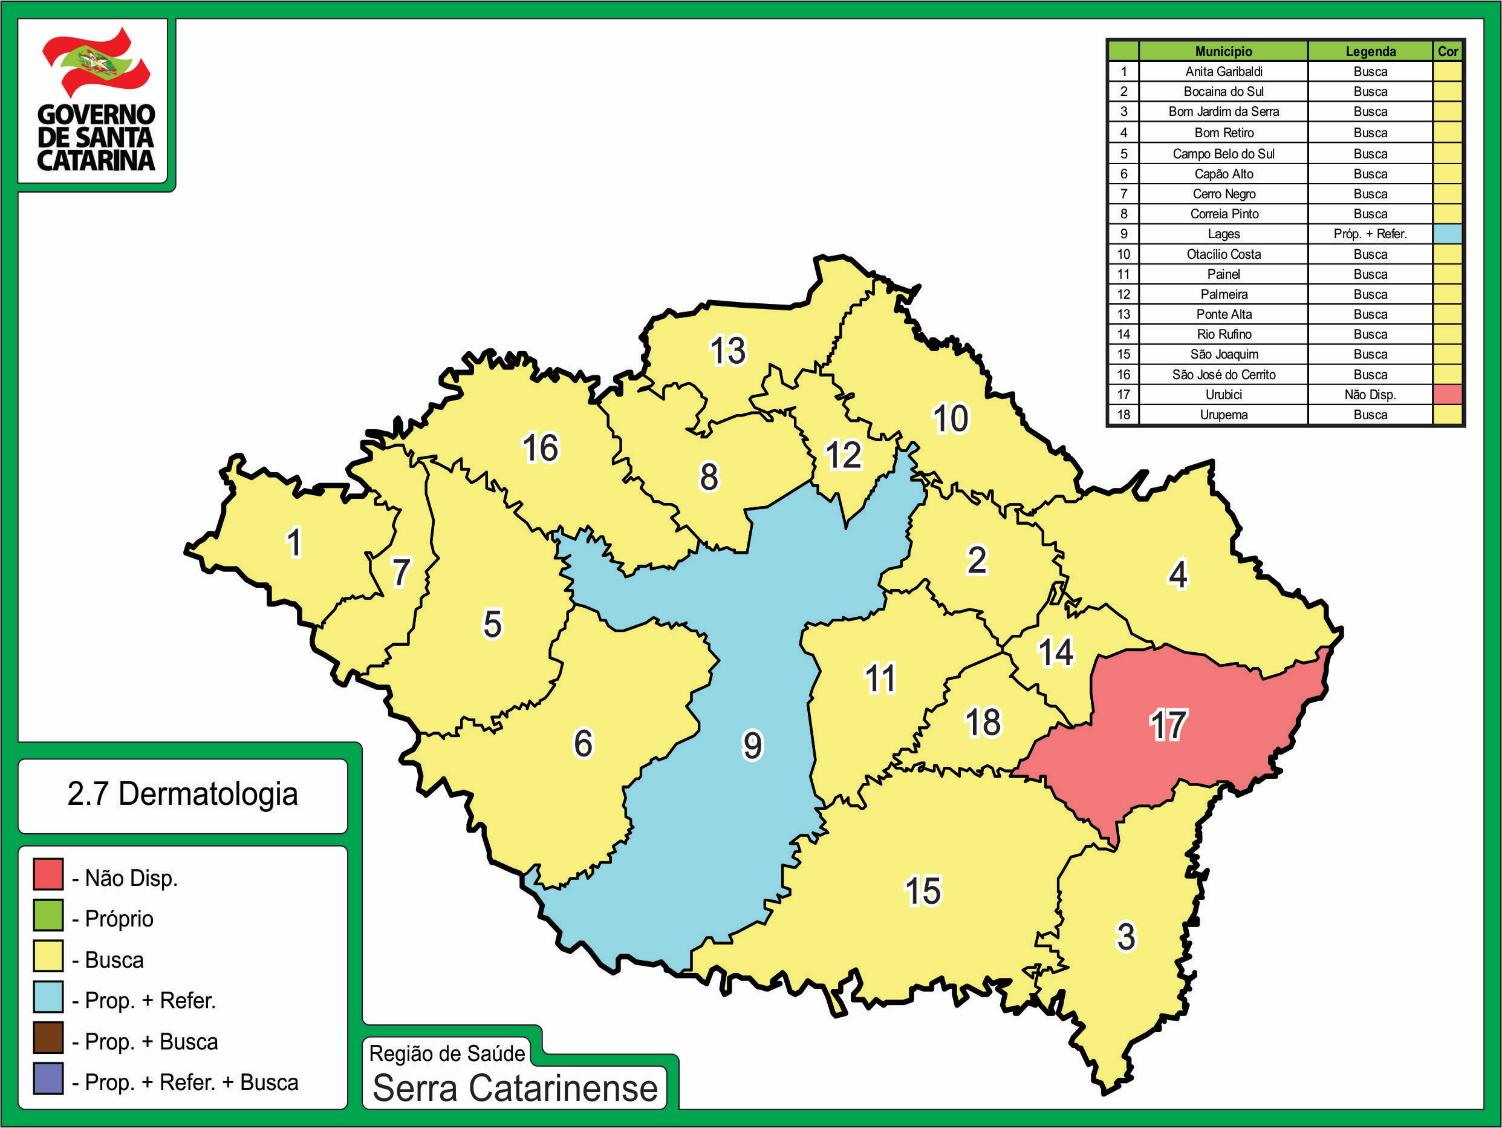 GOVERNO
DE SANTA
CATARINA
Município Legenda Cor
1 Anita Garibaldi Busca
2 Bocaina do Sul Busca
3 Bom Jardim da Serra Busca
4 Bom Retiro Busca
5 Campo Belo do Sul Busca
6 Capão Alto Busca
7 Cerro Negro Busca
8 Correia Pinto Busca
9 Lages Próp. + Refer.
10 Otacílio Costa Busca
11 Painel Busca
12 Palmeira Busca
13 Ponte Alta Busca
14 Rio Rufino Busca
15 São Joaquim Busca
16 São José do Cerrito Busca
17 Urubici Não Disp.
18 Urupema Busca
13
10
16
12
8
1
2
7
4
5
14
11
18
17
6
9
15
3
2.7 Dermatologia
- Não Disp.
- Próprio
- Busca
- Prop. + Refer.
- Prop. + Busca
- Prop. + Refer. + Busca
Região de Saúde
Serra Catarinense